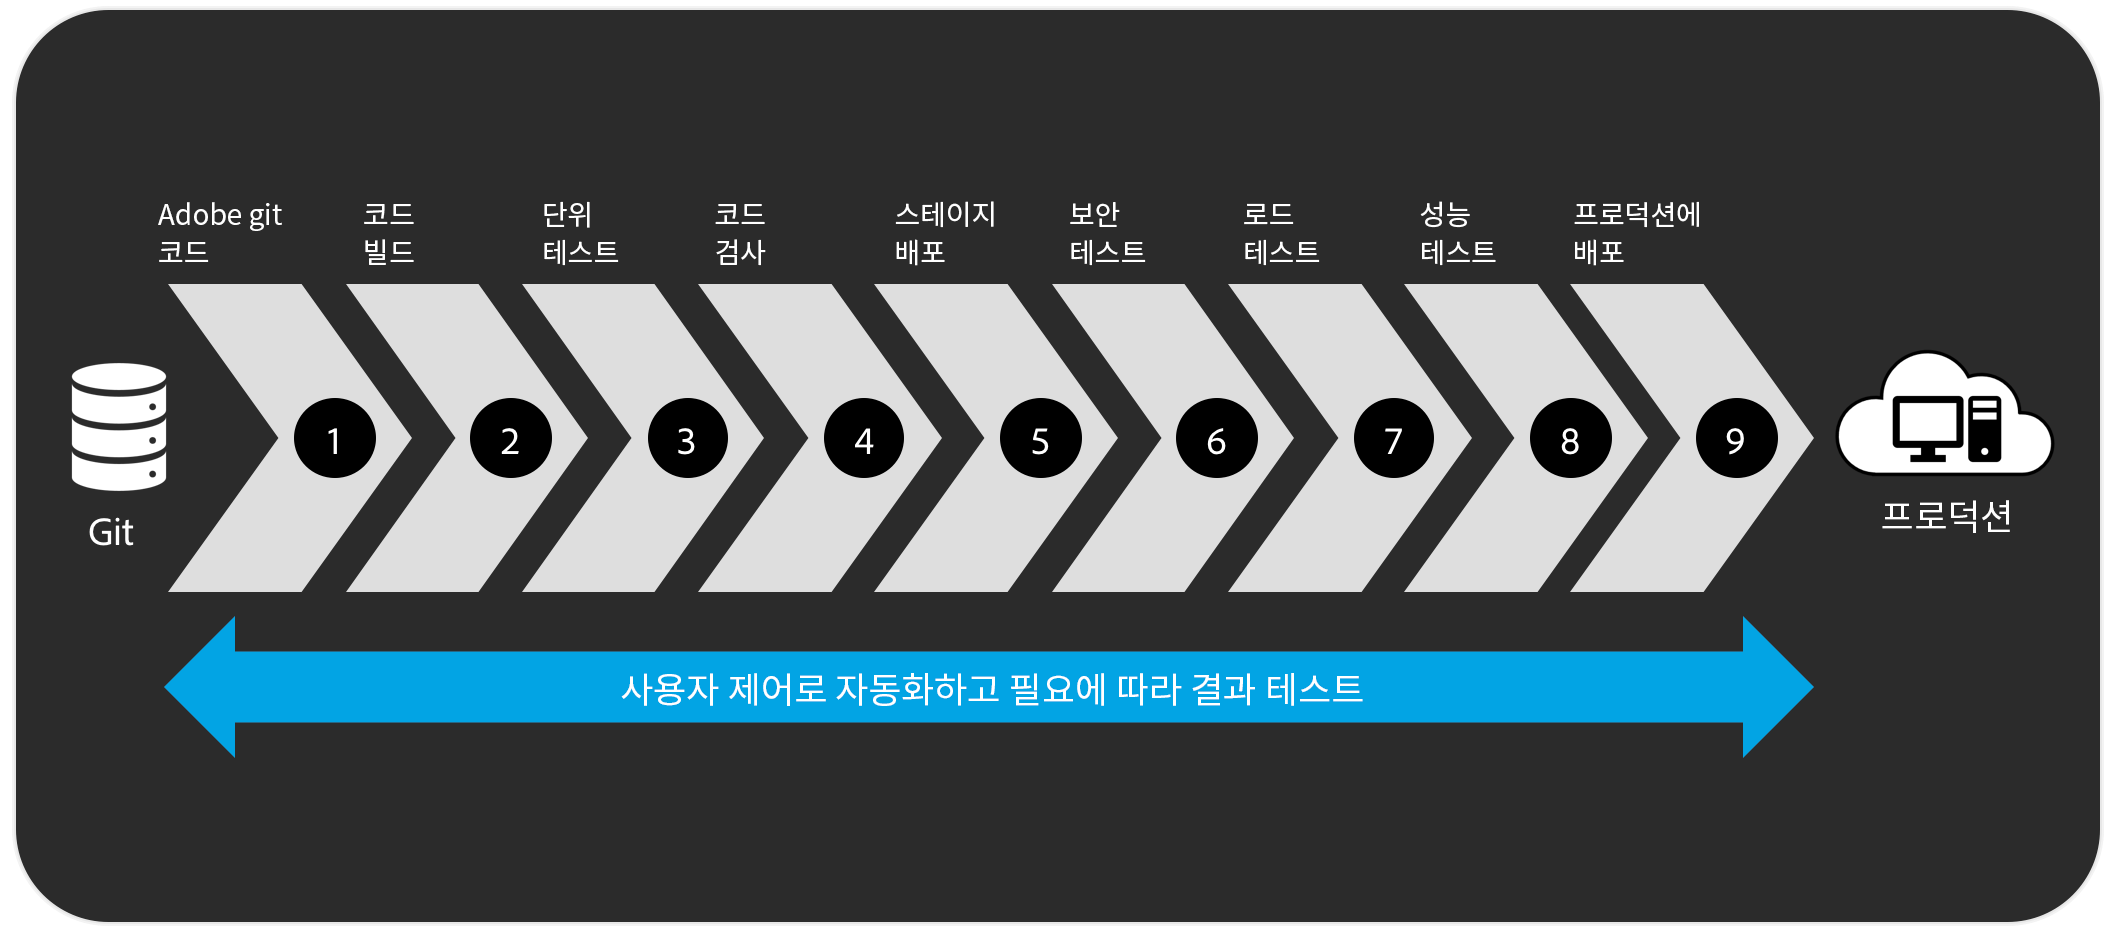 Adobe git
코드
코드
빌드
단위
테스트
코드
검사
스테이지
배포
보안
테스트
로드
테스트
성능
테스트
프로덕션에
배포
1
2
3
4
5
6
7
8
9
Git
프로덕션
사용자 제어로 자동화하고 필요에 따라 결과 테스트